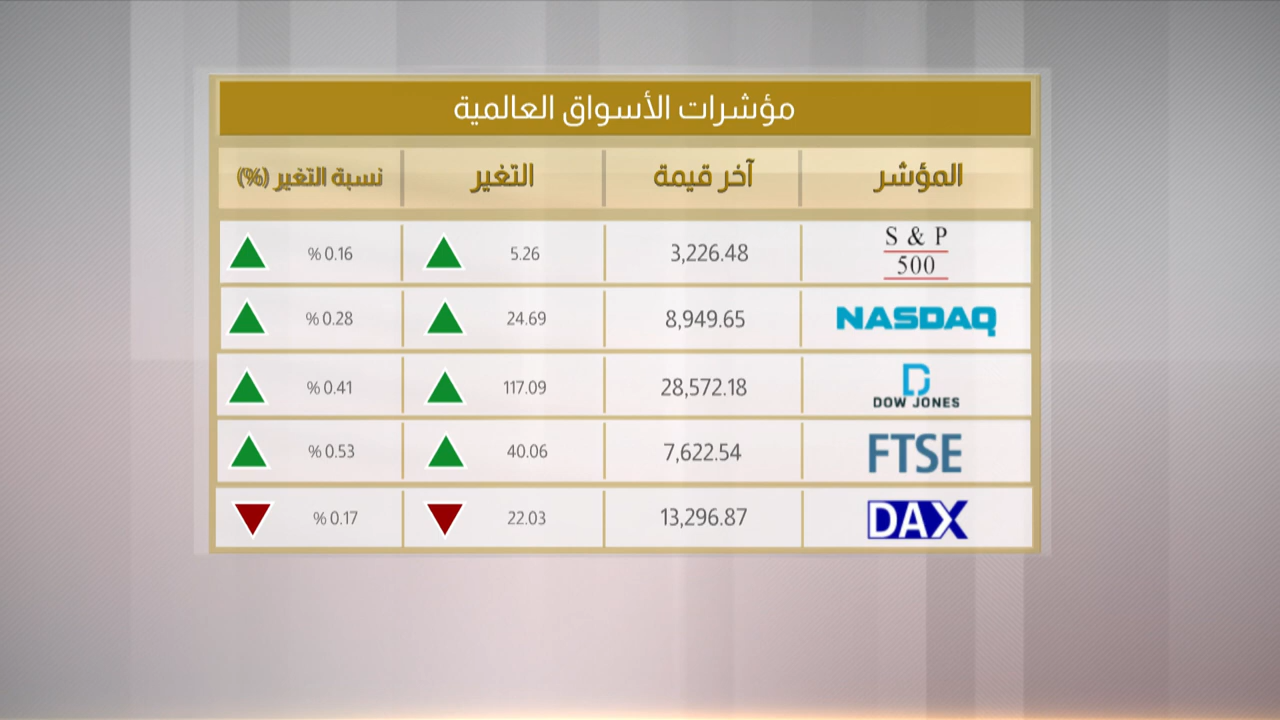 مؤشرات الأسواق العالمية
المؤشر آخر قيمة التغير نسبة التغير (%)
S & P
500 3,226.48 5.26 % 0.16
NASDAQ 8,949.65 24.69 % 0.28
DOW JONES 28,572.18 117.09 % 0.41
FTSE 7,622.54 40.06 % 0.53
DAX 13,296.87 22.03 % 0.17